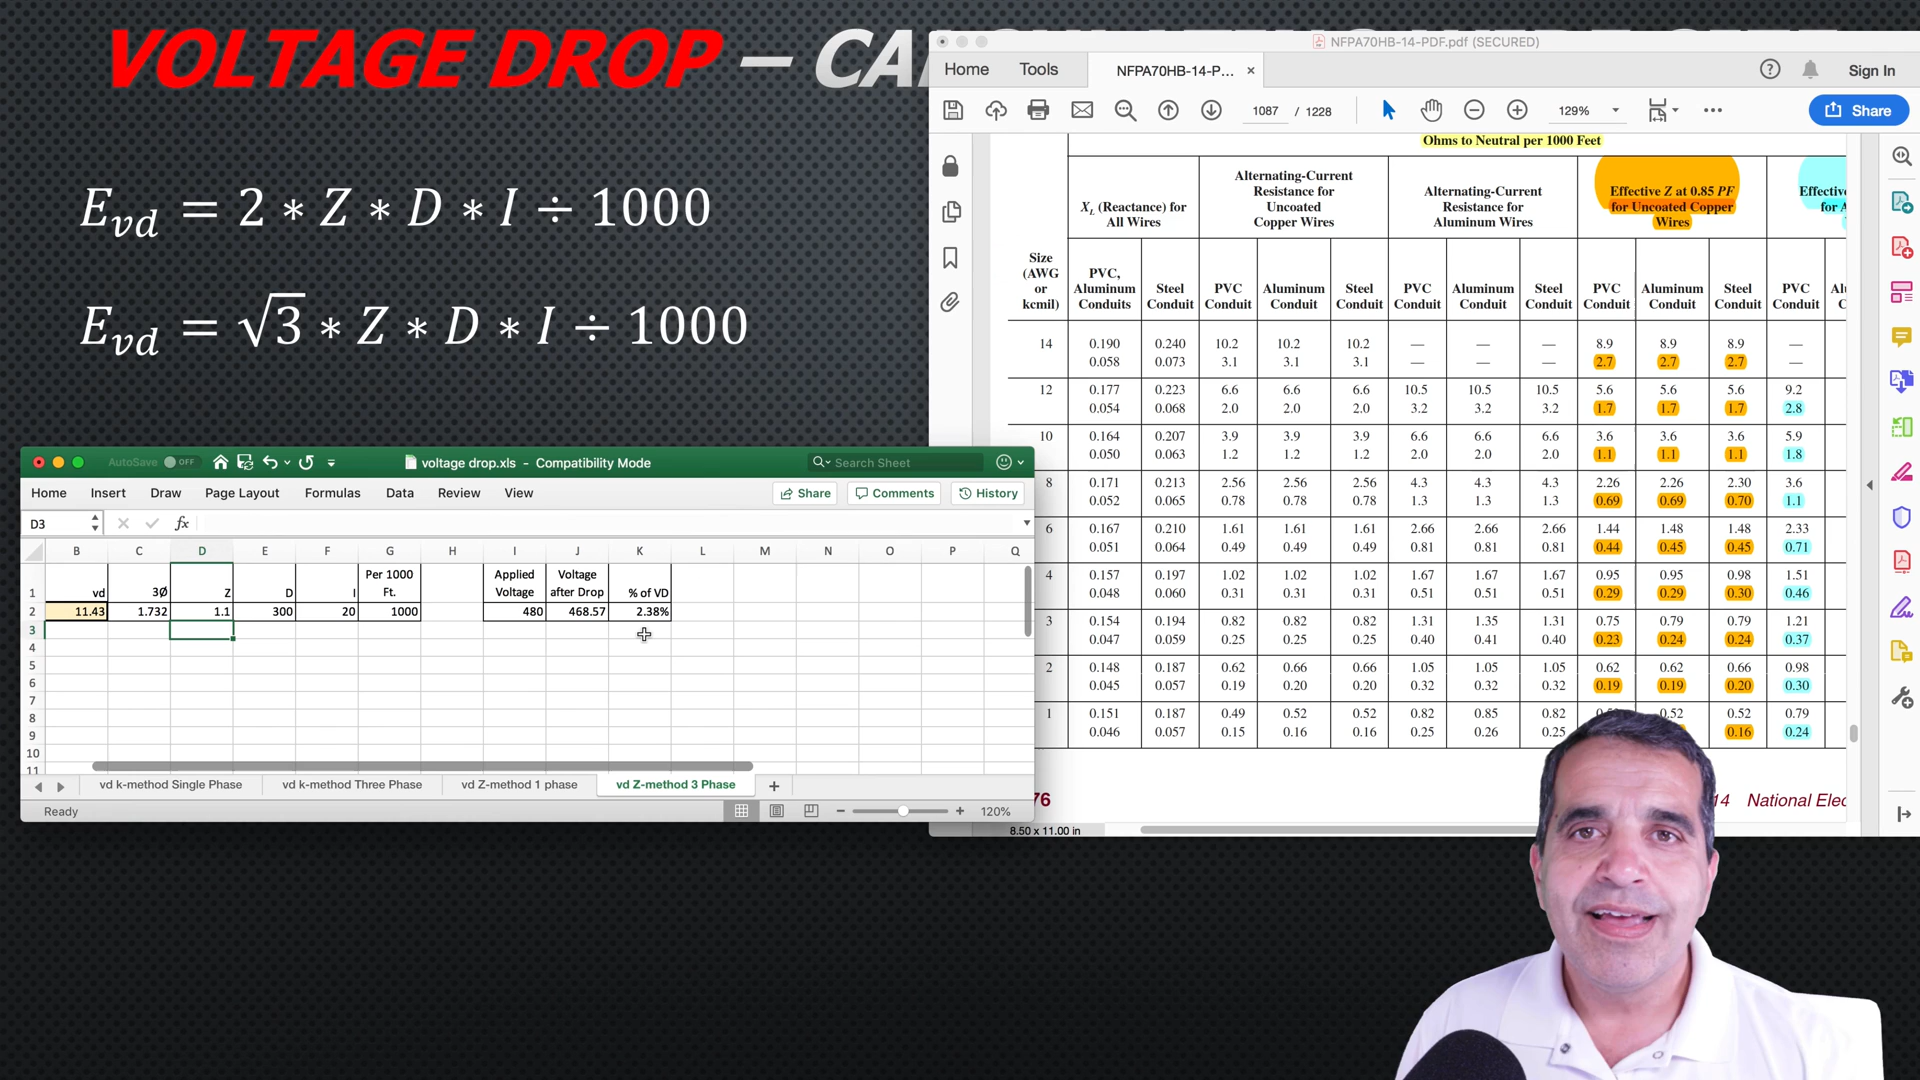 VOLTAGE DROP – CA
E_vd = 2 * Z * D * I ÷ 1000
E_vd = √3 * Z * D * I ÷ 1000
AutoSave OFF voltage drop.xls - Compatibility Mode Search Sheet
Home Insert Draw Page Layout Formulas Data Review View Share Comments History
D3 fx
B C D E F G H I J K L M N O P Q
Per 1000 Applied Voltage
1 vd 3Ø Z D I Ft. Voltage after Drop % of VD
2 11.43 1.732 1.1 300 20 1000 480 468.57 2.38%
3
4
5
6
7
8
9
10
11
vd k-method Single Phase vd k-method Three Phase vd Z-method 1 phase vd Z-method 3 Phase +
Ready 120%
NFPA70HB-14-PDF.pdf (SECURED)
Home Tools NFPA70HB-14-P... × Sign In
1087 / 1228 129% Share
Ohms to Neutral per 1000 Feet
Size
(AWG
or
kcmil)
X_L (Reactance) for
All Wires
Alternating-Current
Resistance for
Uncoated
Copper Wires
Alternating-Current
Resistance for
Aluminum Wires
Effective Z at 0.85 PF
for Uncoated Copper
Wires
Effectiv
for A
PVC,
Aluminum
Conduits
Steel
Conduit
PVC
Conduit
Aluminum
Conduit
Steel
Conduit
PVC
Conduit
Aluminum
Conduit
Steel
Conduit
PVC
Conduit
Aluminum
Conduit
Steel
Conduit
PVC
Conduit
14 0.190 0.240 10.2 10.2 10.2 — — — 8.9 8.9 8.9 —
0.058 0.073 3.1 3.1 3.1 — — — 2.7 2.7 2.7 —
12 0.177 0.223 6.6 6.6 6.6 10.5 10.5 10.5 5.6 5.6 5.6 9.2
0.054 0.068 2.0 2.0 2.0 3.2 3.2 3.2 1.7 1.7 1.7 2.8
10 0.164 0.207 3.9 3.9 3.9 6.6 6.6 6.6 3.6 3.6 3.6 5.9
0.050 0.063 1.2 1.2 1.2 2.0 2.0 2.0 1.1 1.1 1.1 1.8
8 0.171 0.213 2.56 2.56 2.56 4.3 4.3 4.3 2.26 2.26 2.30 3.6
0.052 0.065 0.78 0.78 0.78 1.3 1.3 1.3 0.69 0.69 0.70 1.1
6 0.167 0.210 1.61 1.61 1.61 2.66 2.66 2.66 1.44 1.48 1.48 2.33
0.051 0.064 0.49 0.49 0.49 0.81 0.81 0.81 0.44 0.45 0.45 0.71
4 0.157 0.197 1.02 1.02 1.02 1.67 1.67 1.67 0.95 0.95 0.98 1.51
0.048 0.060 0.31 0.31 0.31 0.51 0.51 0.51 0.29 0.29 0.30 0.46
3 0.154 0.194 0.82 0.82 0.82 1.31 1.35 1.31 0.75 0.79 0.79 1.21
0.047 0.059 0.25 0.25 0.25 0.40 0.41 0.40 0.23 0.24 0.24 0.37
2 0.148 0.187 0.62 0.66 0.66 1.05 1.05 1.05 0.62 0.62 0.66 0.98
0.045 0.057 0.19 0.20 0.20 0.32 0.32 0.32 0.19 0.19 0.20 0.30
1 0.151 0.187 0.49 0.52 0.52 0.82 0.85 0.82 0.52 0.52 0.79
0.046 0.057 0.15 0.16 0.16 0.25 0.26 0.25 0.16 0.24
76 14 National Elec
8.50 x 11.00 in